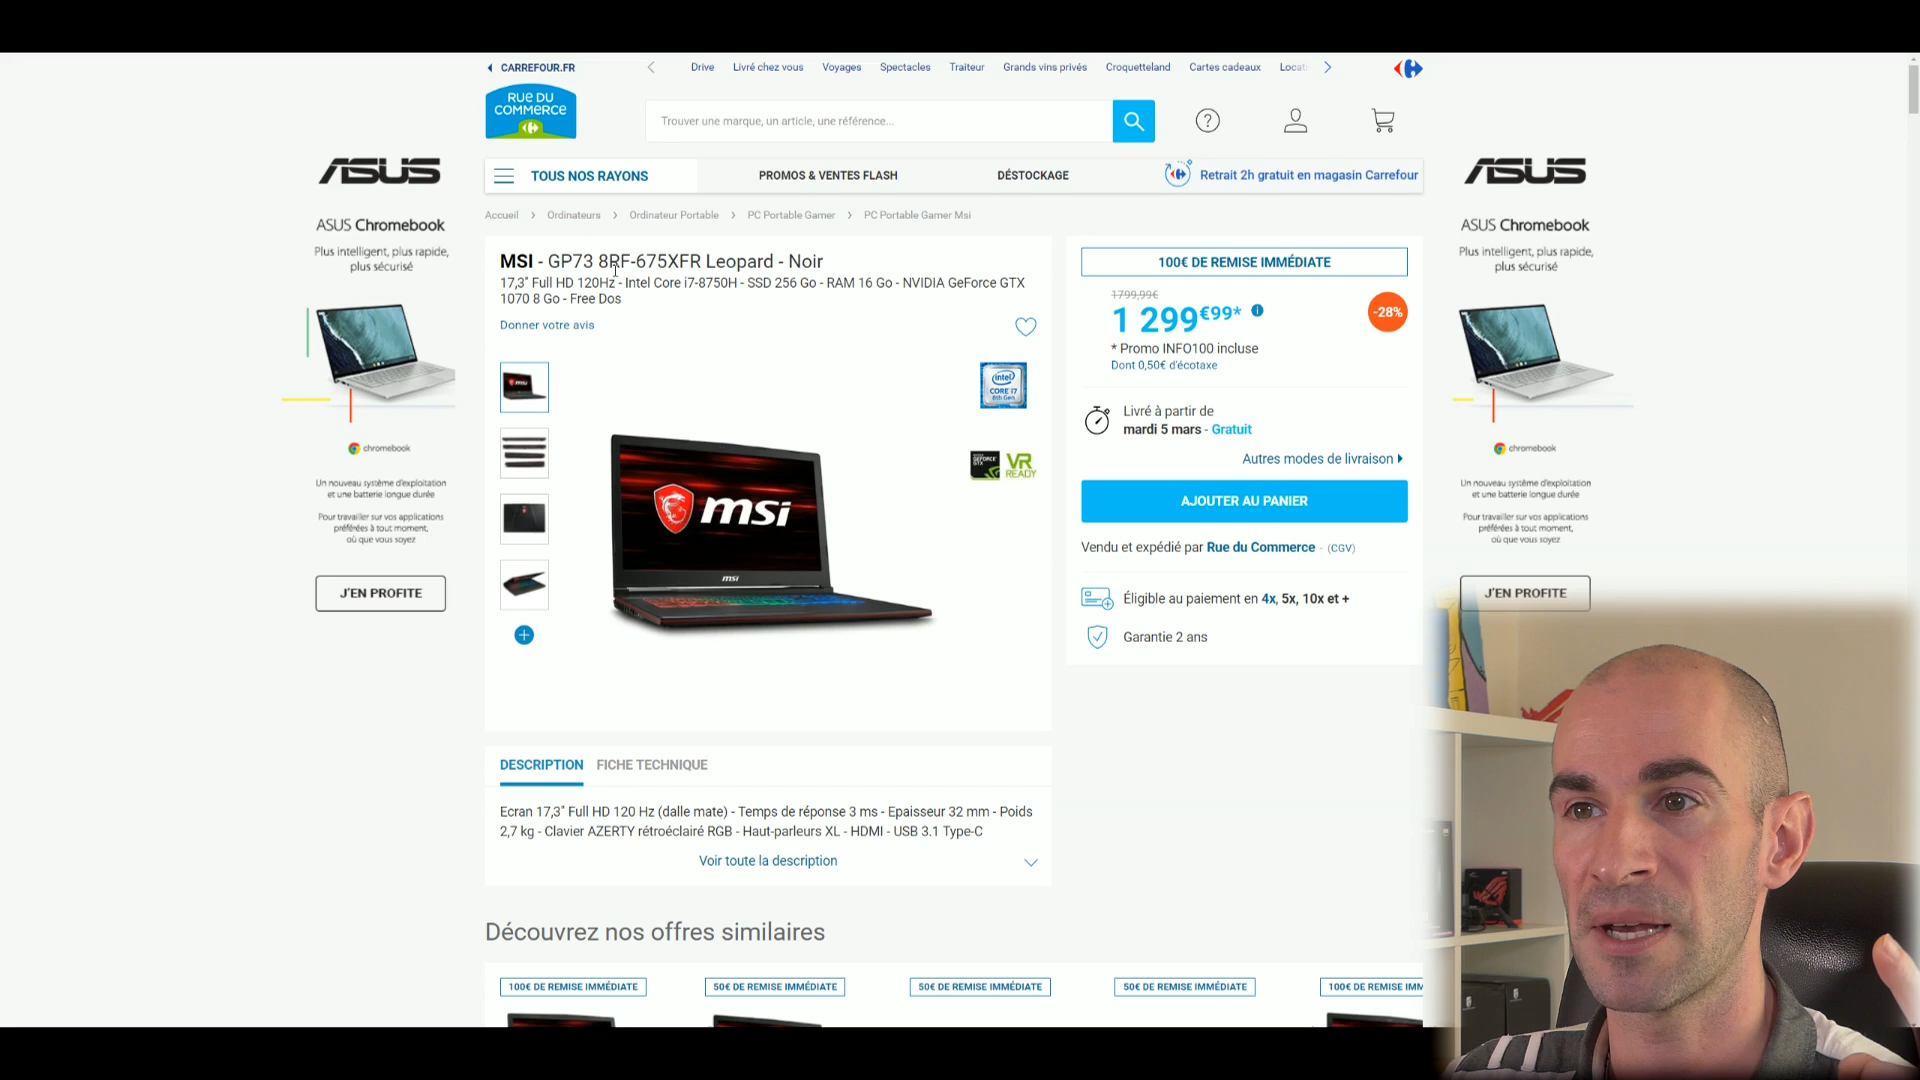 CARREFOUR.FR
Drive
Livré chez vous
Voyages
Spectacles
Traiteur
Grands vins privés
Croquetteland
Cartes cadeaux
Locat
RUE DU
COMMERCE
Trouver une marque, un article, une référence...
TOUS NOS RAYONS
PROMOS & VENTES FLASH
DÉSTOCKAGE
Retrait 2h gratuit en magasin Carrefour
Accueil > Ordinateurs > Ordinateur Portable > PC Portable Gamer > PC Portable Gamer Msi
ASUS
ASUS Chromebook
Plus intelligent, plus rapide,
plus sécurisé
chromebook
Un nouveau système d'exploitation
et une batterie longue durée
Pour travailler sur vos applications
préférées à tout moment,
où que vous soyez
J'EN PROFITE
MSI - GP73 8RF-675XFR Leopard - Noir
17,3" Full HD 120Hz - Intel Core i7-8750H - SSD 256 Go - RAM 16 Go - NVIDIA GeForce GTX
1070 8 Go - Free Dos
Donner votre avis
intel
CORE i7
8th Gen
GEFORCE
GTX
VR
READY
msi
msi
100€ DE REMISE IMMÉDIATE
1799,99€
1 299€99*
-28%
* Promo INFO100 incluse
Dont 0,50€ d'écotaxe
Livré à partir de
mardi 5 mars - Gratuit
Autres modes de livraison
AJOUTER AU PANIER
Vendu et expédié par Rue du Commerce - (CGV)
Éligible au paiement en 4x, 5x, 10x et +
Garantie 2 ans
ASUS
ASUS Chromebook
Plus intelligent, plus rapide,
plus sécurisé
chromebook
Un nouveau système d'exploitation
et une batterie longue durée
Pour travailler sur vos applications
préférées à tout moment,
où que vous soyez
J'EN PROFITE
DESCRIPTION
FICHE TECHNIQUE
Ecran 17,3" Full HD 120 Hz (dalle mate) - Temps de réponse 3 ms - Epaisseur 32 mm - Poids
2,7 kg - Clavier AZERTY rétroéclairé RGB - Haut-parleurs XL - HDMI - USB 3.1 Type-C
Voir toute la description
Découvrez nos offres similaires
100€ DE REMISE IMMÉDIATE
50€ DE REMISE IMMÉDIATE
50€ DE REMISE IMMÉDIATE
50€ DE REMISE IMMÉDIATE
100€ DE REMISE IMM